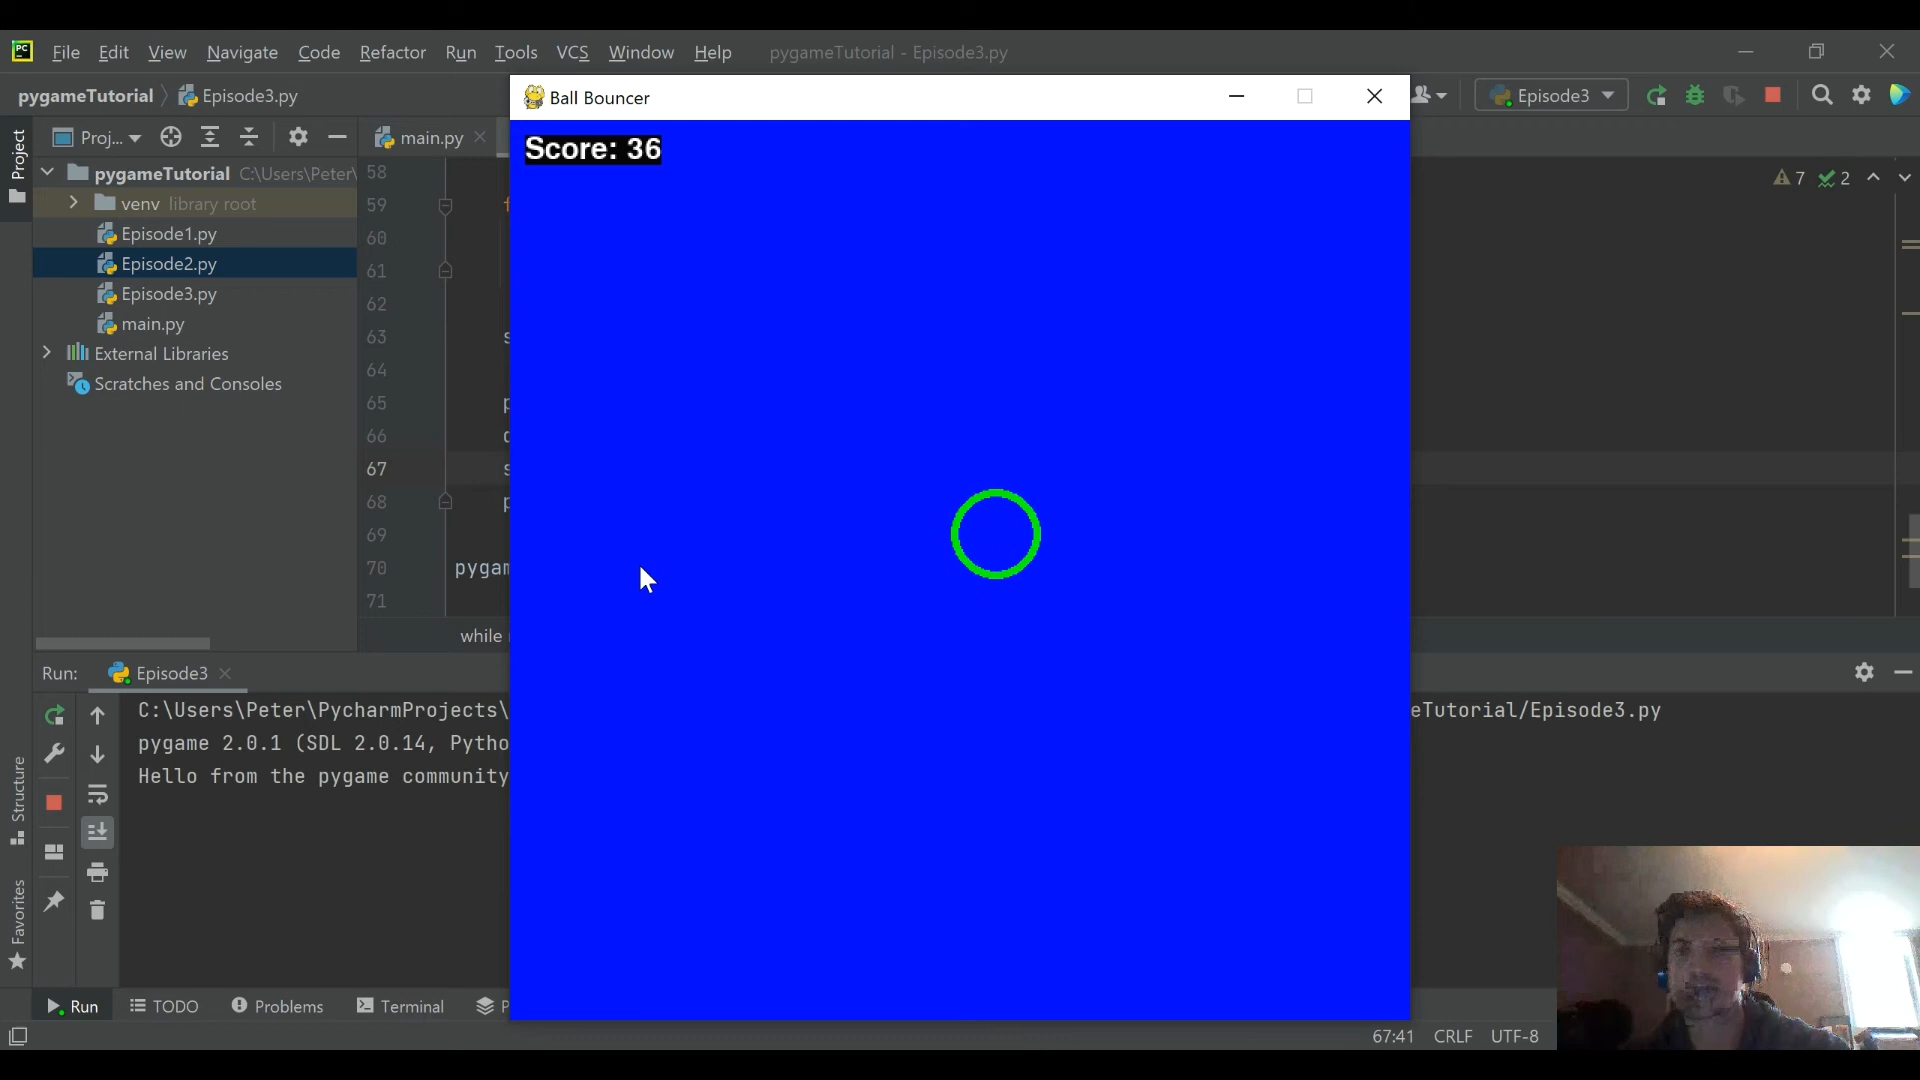 PC File Edit View Navigate Code Refactor Run Tools VCS Window Help pygameTutorial - Episode3.py
pygameTutorial Episode3.py
Ball Bouncer
Episode3
Project
Proj...
main.py
Score: 36
pygameTutorial C:\Users\Peter\
venv library root
Episode1.py
Episode2.py
Episode3.py
main.py
External Libraries
Scratches and Consoles
58
59
60
61
62
63
64
65
66
67
68
69
70 pygam
71
7 2
while
Run: Episode3
C:\Users\Peter\PycharmProjects\
eTutorial/Episode3.py
pygame 2.0.1 (SDL 2.0.14, Pytho
Hello from the pygame community
Structure
Favorites
Run TODO Problems Terminal P
67:41 CRLF UTF-8